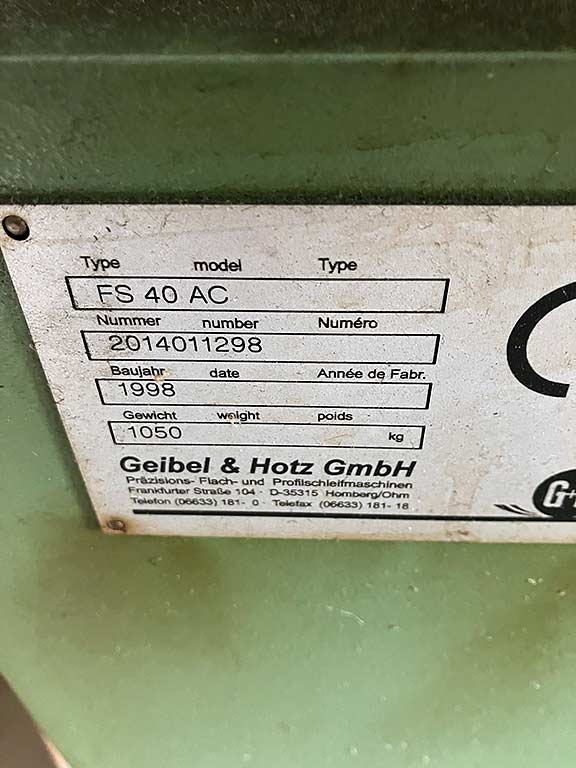 Type model Type
FS 40 AC
Nummer number Numéro
2014011298
Baujahr date Année de Fabr.
1998
Gewicht weight poids
1050 kg
Geibel & Hotz GmbH
Präzisions- Flach- und Profilschleifmaschinen
Frankfurter Straße 104 · D-35315 Homberg/Ohm
Telefon (06633) 181- 0 · Telefax (06633) 181- 18